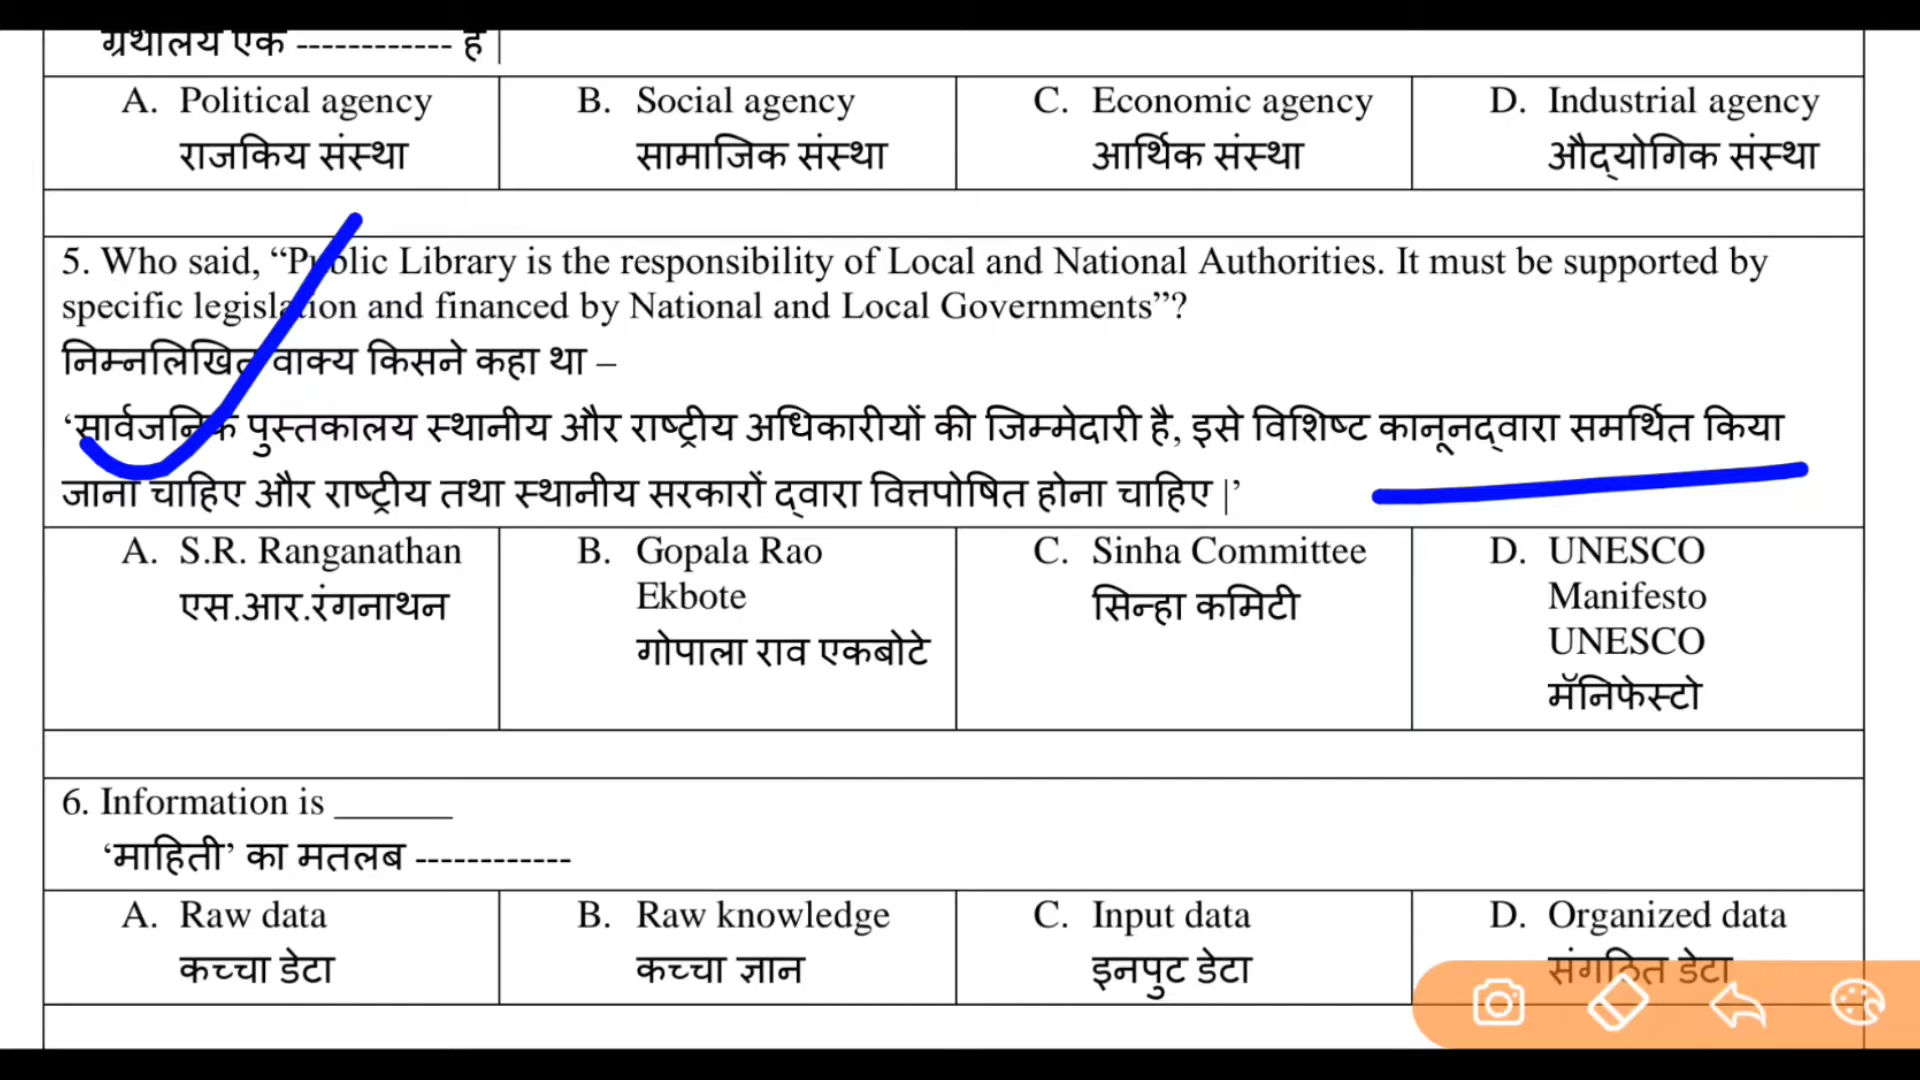 ग्रंथालय एक ------------ है |
A. Political agency
राजकिय संस्था
B. Social agency
सामाजिक संस्था
C. Economic agency
आर्थिक संस्था
D. Industrial agency
औद्योगिक संस्था
5. Who said, “Public Library is the responsibility of Local and National Authorities. It must be supported by
specific legislation and financed by National and Local Governments”?
निम्नलिखित वाक्य किसने कहा था –
‘सार्वजनिक पुस्तकालय स्थानीय और राष्ट्रीय अधिकारीयों की जिम्मेदारी है, इसे विशिष्ट कानूनद्वारा समर्थित किया
जाना चाहिए और राष्ट्रीय तथा स्थानीय सरकारों द्वारा वित्तपोषित होना चाहिए |’
A. S.R. Ranganathan
एस.आर.रंगनाथन
B. Gopala Rao
Ekbote
गोपाला राव एकबोटे
C. Sinha Committee
सिन्हा कमिटी
D. UNESCO
Manifesto
UNESCO
मॅनिफेस्टो
6. Information is ______
‘माहिती’ का मतलब ------------
A. Raw data
कच्चा डेटा
B. Raw knowledge
कच्चा ज्ञान
C. Input data
इनपुट डेटा
D. Organized data
संगठित डेटा